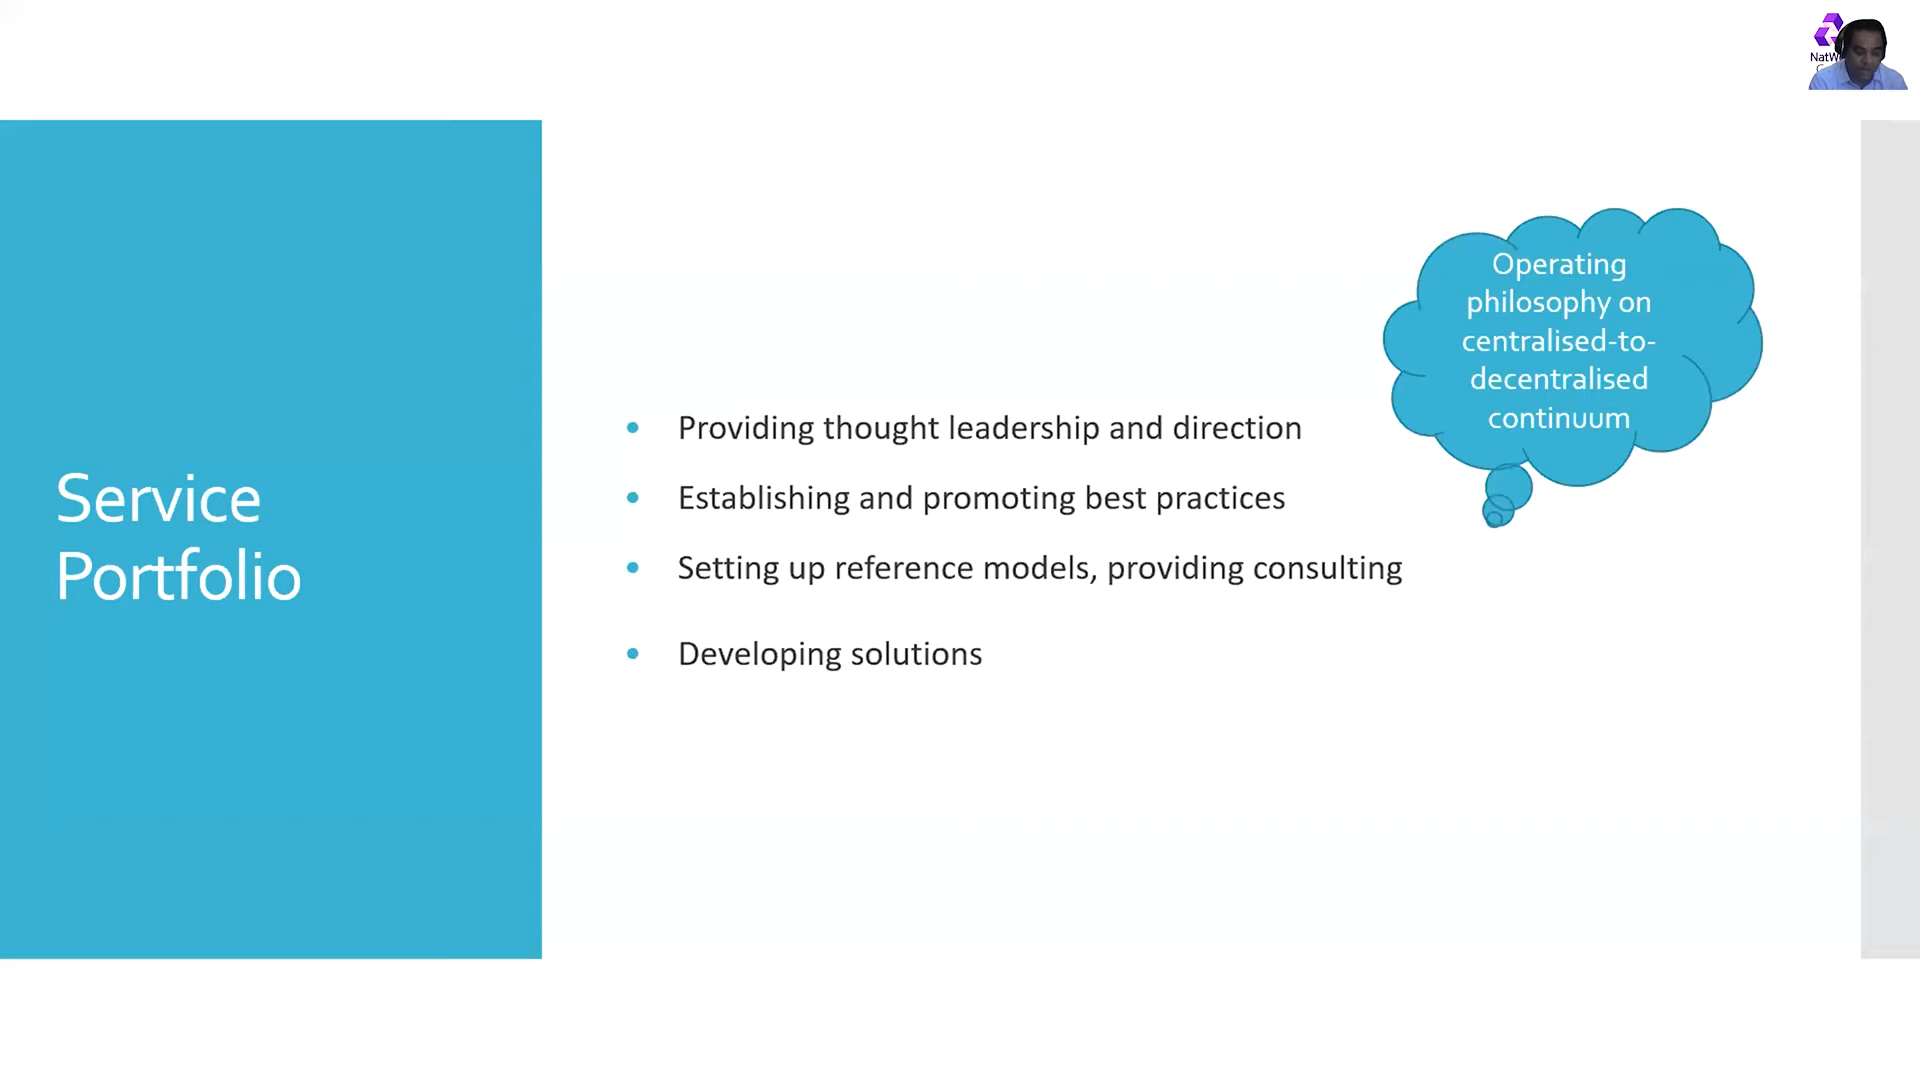 Service
Portfolio
• Providing thought leadership and direction
• Establishing and promoting best practices
• Setting up reference models, providing consulting
• Developing solutions
Operating
philosophy on
centralised-to-
decentralised
continuum